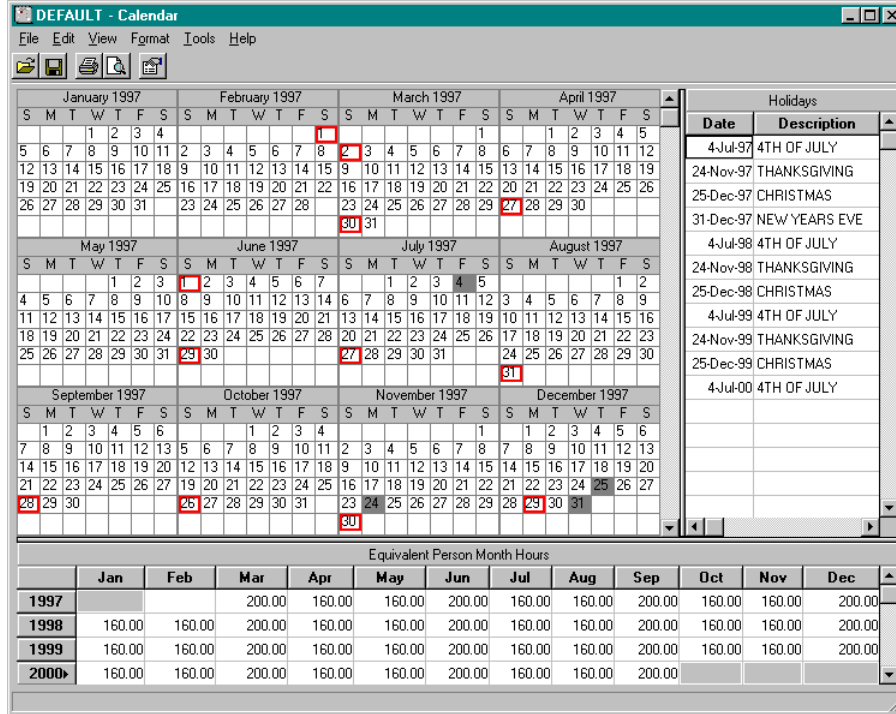 DEFAULT - Calendar
File Edit View Format Tools Help
January 1997 February 1997 March 1997 April 1997
S M T W T F S S M T W T F S S M T W T F S S M T W T F S
1 2 3 4 1 1 1 2 3 4 5
5 6 7 8 9 10 11 2 3 4 5 6 7 8 2 3 4 5 6 7 8 6 7 8 9 10 11 12
12 13 14 15 16 17 18 9 10 11 12 13 14 15 9 10 11 12 13 14 15 13 14 15 16 17 18 19
19 20 21 22 23 24 25 16 17 18 19 20 21 22 16 17 18 19 20 21 22 20 21 22 23 24 25 26
26 27 28 29 30 31 23 24 25 26 27 28 23 24 25 26 27 28 29 27 28 29 30
30 31
May 1997 June 1997 July 1997 August 1997
S M T W T F S S M T W T F S S M T W T F S S M T W T F S
1 2 3 1 2 3 4 5 6 7 1 2 3 4 5 1 2
4 5 6 7 8 9 10 8 9 10 11 12 13 14 6 7 8 9 10 11 12 3 4 5 6 7 8 9
11 12 13 14 15 16 17 15 16 17 18 19 20 21 13 14 15 16 17 18 19 10 11 12 13 14 15 16
18 19 20 21 22 23 24 22 23 24 25 26 27 28 20 21 22 23 24 25 26 17 18 19 20 21 22 23
25 26 27 28 29 30 31 29 30 27 28 29 30 31 24 25 26 27 28 29 30
31
September 1997 October 1997 November 1997 December 1997
S M T W T F S S M T W T F S S M T W T F S S M T W T F S
1 2 3 4 5 6 1 2 3 4 1 1 2 3 4 5 6
7 8 9 10 11 12 13 5 6 7 8 9 10 11 2 3 4 5 6 7 8 7 8 9 10 11 12 13
14 15 16 17 18 19 20 12 13 14 15 16 17 18 9 10 11 12 13 14 15 14 15 16 17 18 19 20
21 22 23 24 25 26 27 19 20 21 22 23 24 25 16 17 18 19 20 21 22 21 22 23 24 25 26 27
28 29 30 26 27 28 29 30 31 23 24 25 26 27 28 29 28 29 30 31
30
Holidays
Date Description
4-Jul-97 4TH OF JULY
24-Nov-97 THANKSGIVING
25-Dec-97 CHRISTMAS
31-Dec-97 NEW YEARS EVE
4-Jul-98 4TH OF JULY
24-Nov-98 THANKSGIVING
25-Dec-98 CHRISTMAS
4-Jul-99 4TH OF JULY
24-Nov-99 THANKSGIVING
25-Dec-99 CHRISTMAS
4-Jul-00 4TH OF JULY
Equivalent Person Month Hours
Jan Feb Mar Apr May Jun Jul Aug Sep Oct Nov Dec
1997 200.00 160.00 160.00 200.00 160.00 160.00 200.00 160.00 160.00 200.00
1998 160.00 160.00 200.00 160.00 160.00 200.00 160.00 160.00 200.00 160.00 160.00 200.00
1999 160.00 160.00 200.00 160.00 160.00 200.00 160.00 160.00 200.00 160.00 160.00 200.00
2000 160.00 160.00 200.00 160.00 160.00 200.00 160.00 160.00 200.00